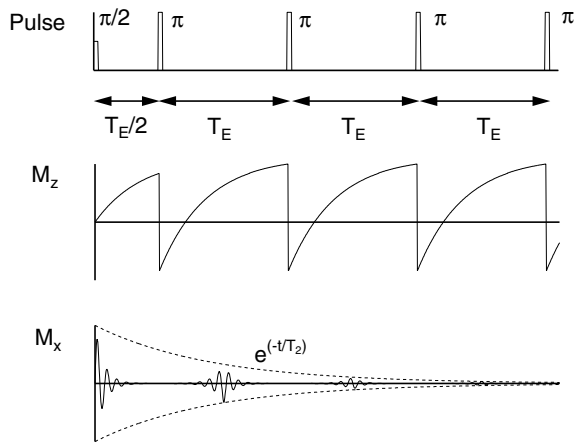 Pulse π/2 π π π π
T_E/2 T_E T_E T_E
M_z
M_x
e^(-t/T_2)